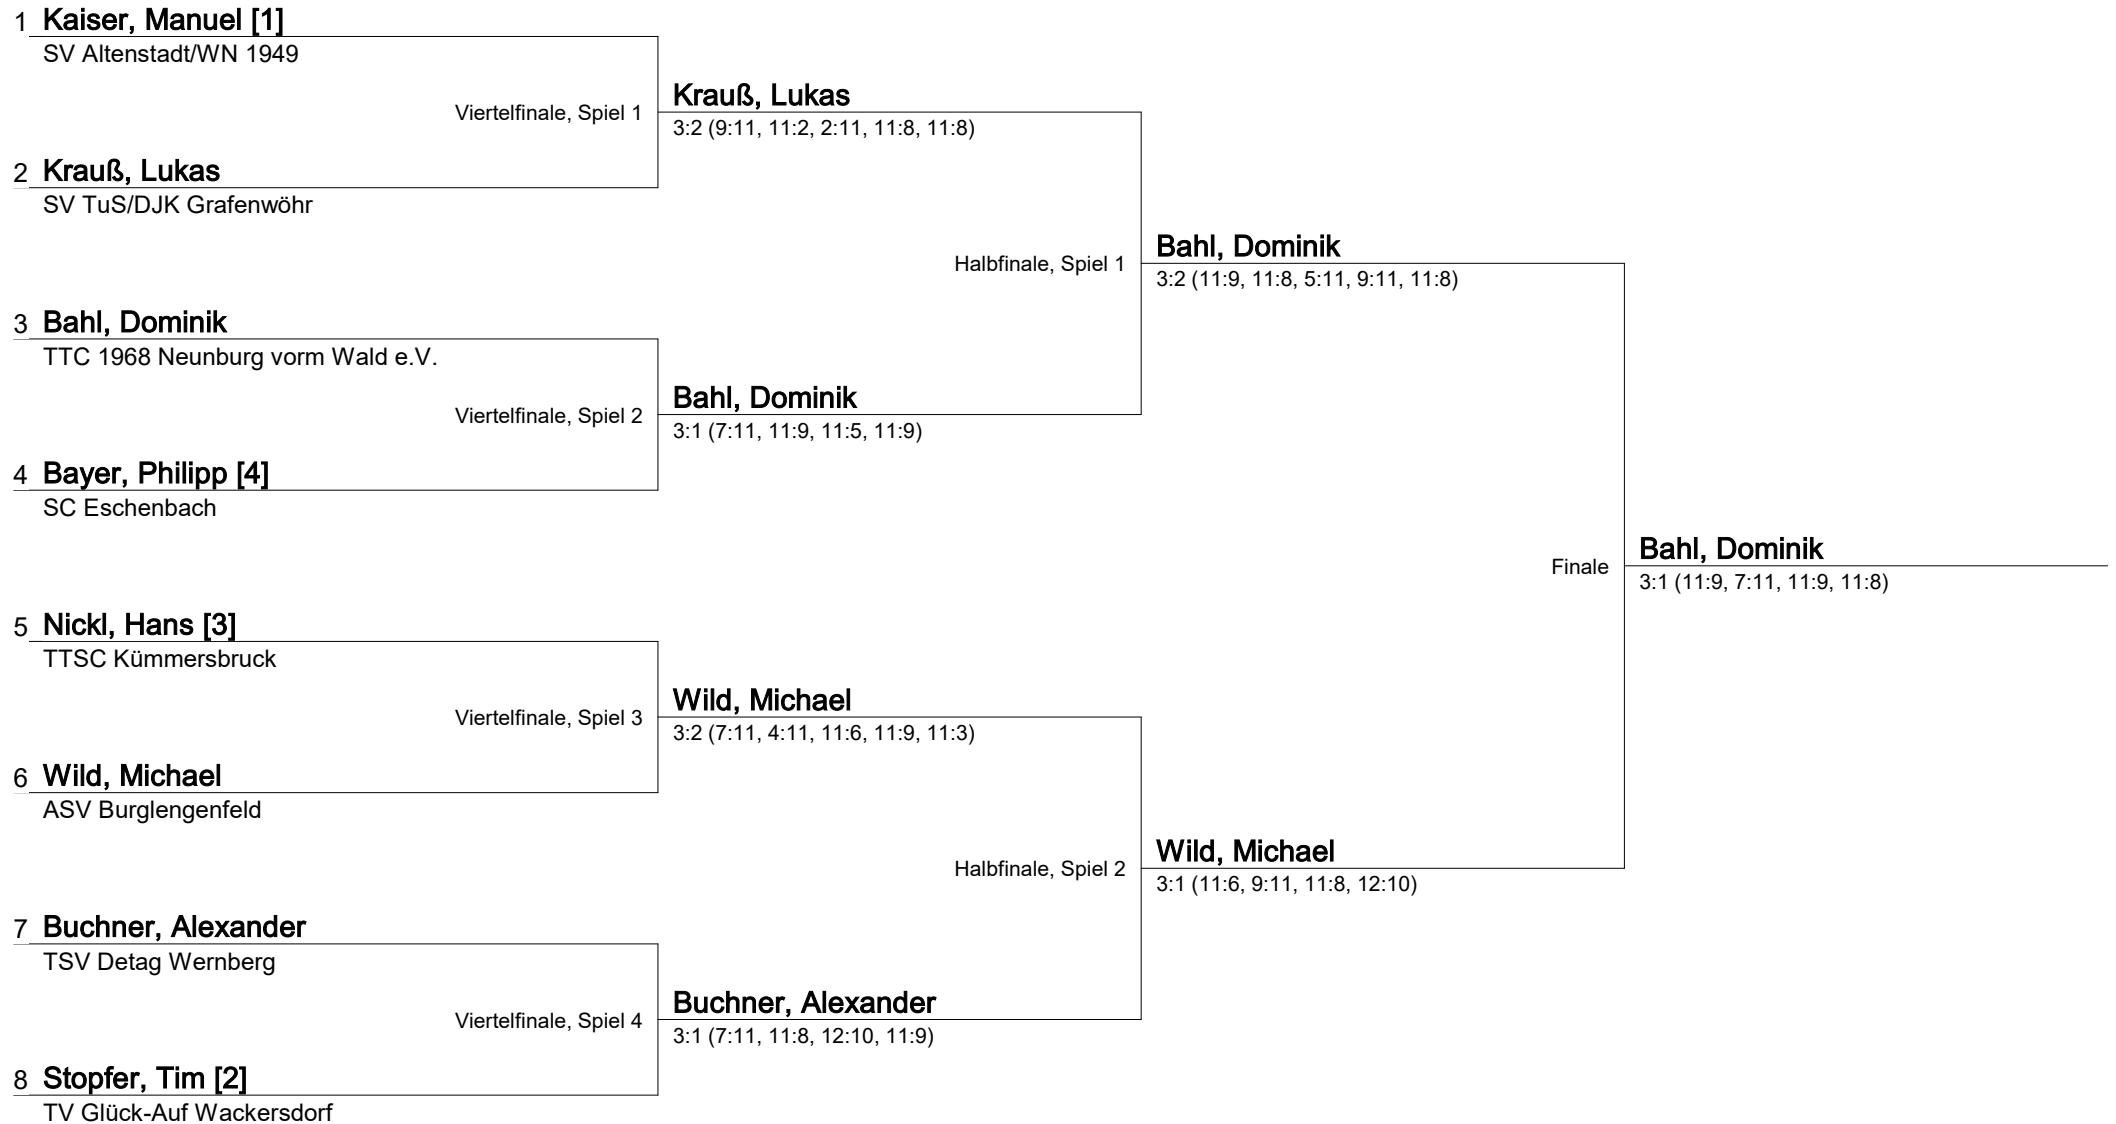 1 Kaiser, Manuel [1]
SV Altenstadt/WN 1949
Viertelfinale, Spiel 1
Krauß, Lukas
3:2 (9:11, 11:2, 2:11, 11:8, 11:8)
2 Krauß, Lukas
SV TuS/DJK Grafenwöhr
Halbfinale, Spiel 1
Bahl, Dominik
3:2 (11:9, 11:8, 5:11, 9:11, 11:8)
3 Bahl, Dominik
TTC 1968 Neunburg vorm Wald e.V.
Viertelfinale, Spiel 2
Bahl, Dominik
3:1 (7:11, 11:9, 11:5, 11:9)
4 Bayer, Philipp [4]
SC Eschenbach
Finale
Bahl, Dominik
3:1 (11:9, 7:11, 11:9, 11:8)
5 Nickl, Hans [3]
TTSC Kümmersbruck
Viertelfinale, Spiel 3
Wild, Michael
3:2 (7:11, 4:11, 11:6, 11:9, 11:3)
6 Wild, Michael
ASV Burglengenfeld
Halbfinale, Spiel 2
Wild, Michael
3:1 (11:6, 9:11, 11:8, 12:10)
7 Buchner, Alexander
TSV Detag Wernberg
Viertelfinale, Spiel 4
Buchner, Alexander
3:1 (7:11, 11:8, 12:10, 11:9)
8 Stopfer, Tim [2]
TV Glück-Auf Wackersdorf